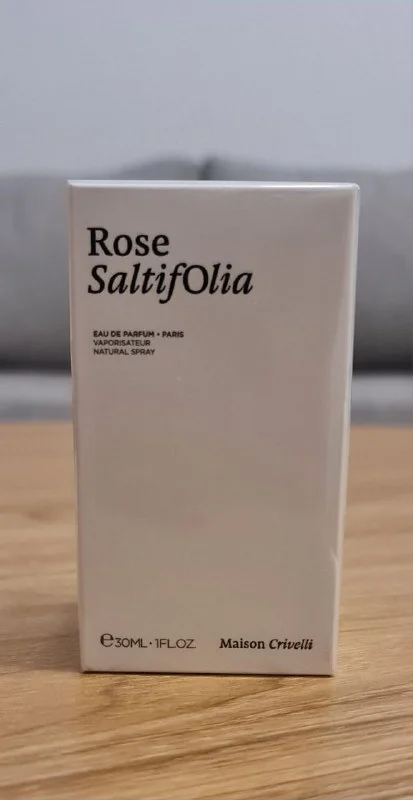 Rose
SaltifOlia
EAU DE PARFUM • PARIS
VAPORISATEUR
NATURAL SPRAY
℮30ML • 1FL.OZ. Maison Crivelli